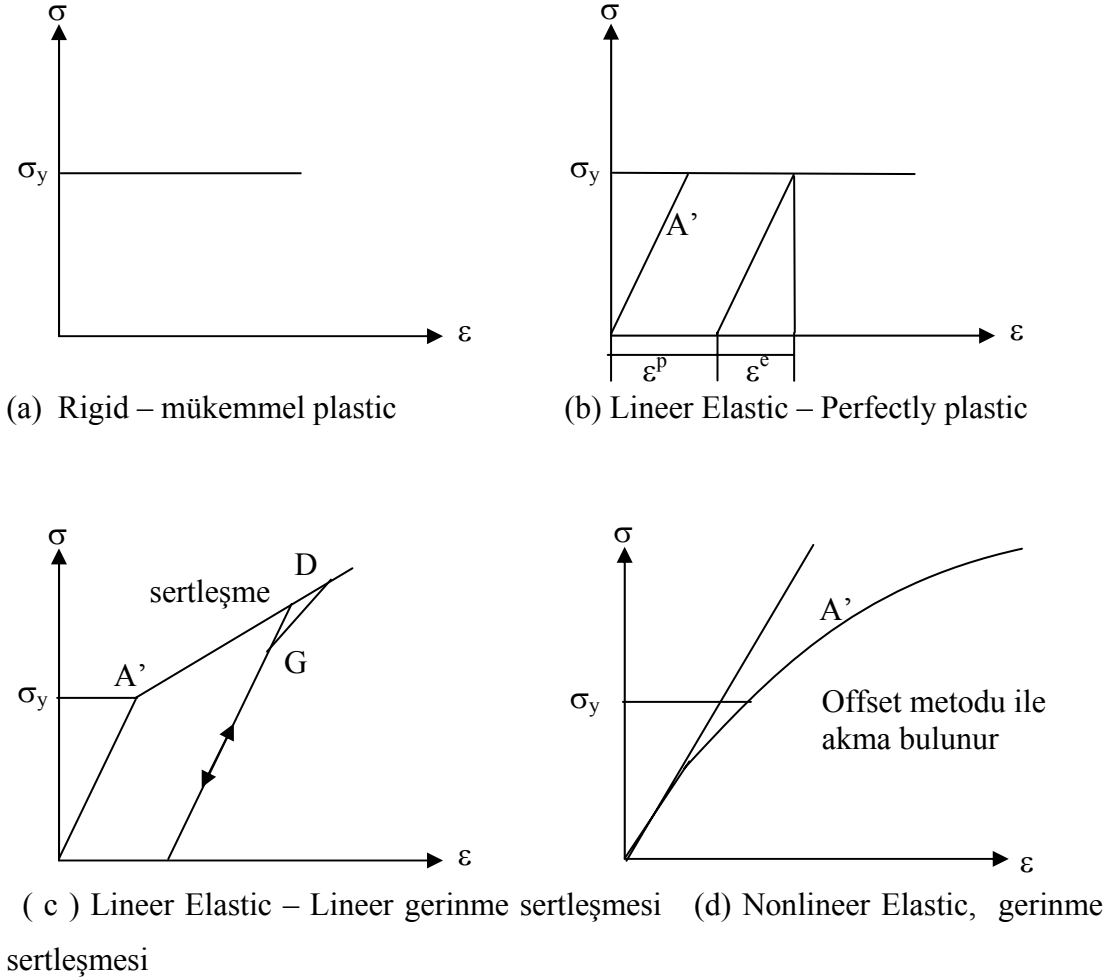 σ
σy
ε
(a) Rigid – mükemmel plastic
σ
σy
A’
ε
εp
εe
(b) Lineer Elastic – Perfectly plastic
σ
D
sertleşme
A’
G
σy
ε
( c ) Lineer Elastic – Lineer gerinme sertleşmesi (d) Nonlineer Elastic, gerinme
sertleşmesi
σ
A’
σy
Offset metodu ile
akma bulunur
ε